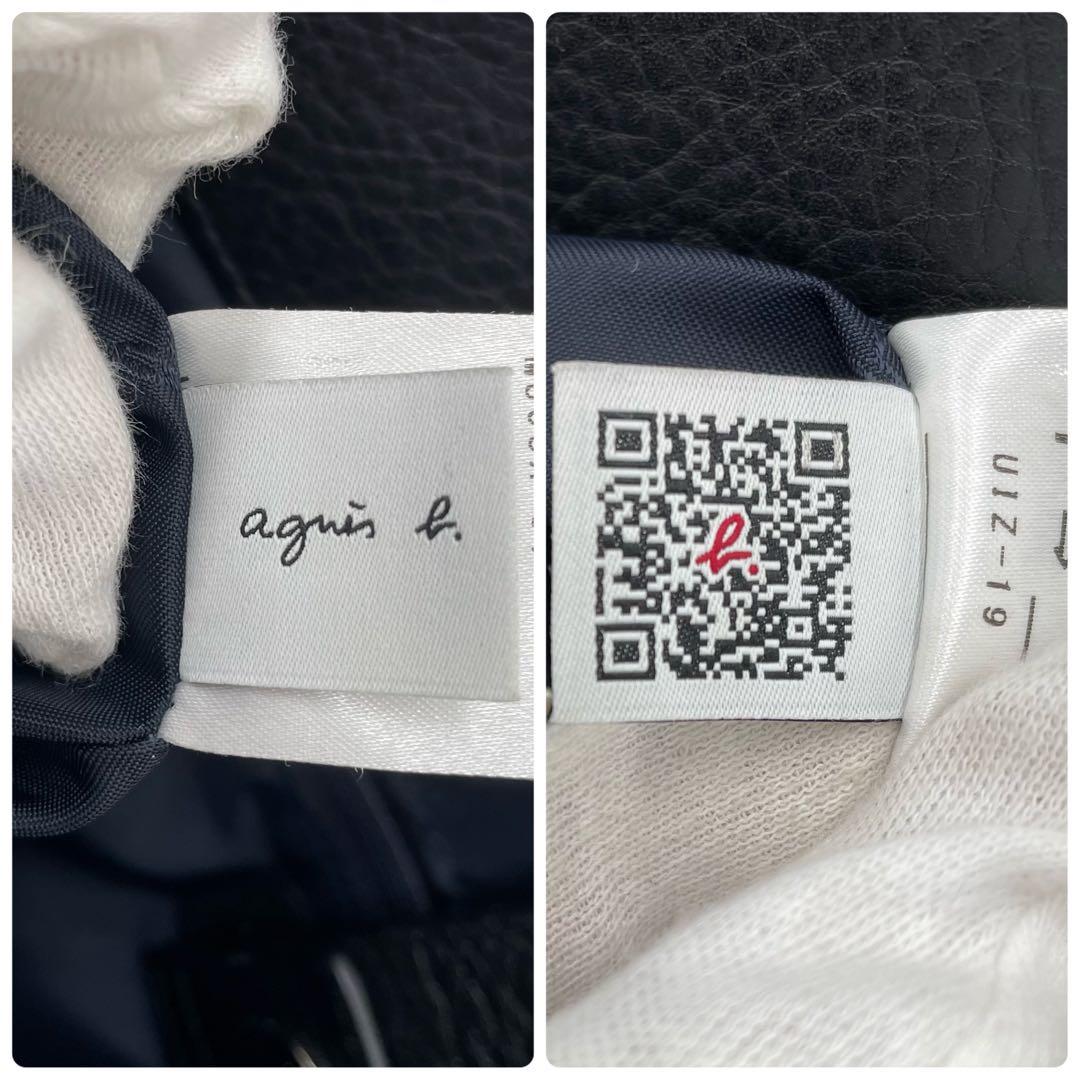 agnès b.
b.
UIZ-19